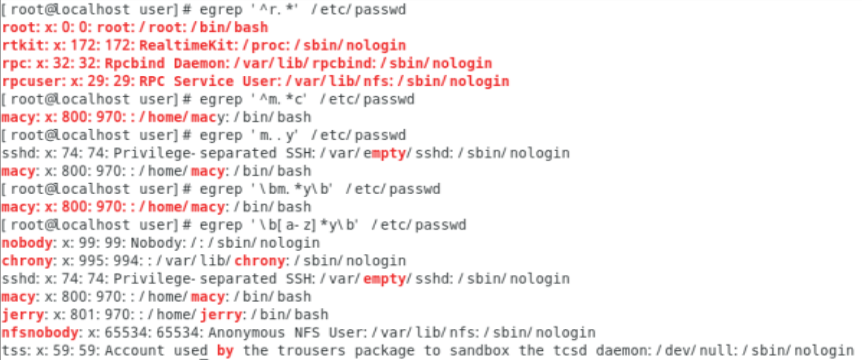 [root@localhost user]# egrep '^r.*' /etc/passwd
root:x:0:0:root:/root:/bin/bash
rtkit:x:172:172:RealtimeKit:/proc:/sbin/nologin
rpc:x:32:32:Rpcbind Daemon:/var/lib/rpcbind:/sbin/nologin
rpcuser:x:29:29:RPC Service User:/var/lib/nfs:/sbin/nologin
[root@localhost user]# egrep '^m.*c' /etc/passwd
macy:x:800:970::/home/macy:/bin/bash
[root@localhost user]# egrep 'm..y' /etc/passwd
sshd:x:74:74:Privilege-separated SSH:/var/empty/sshd:/sbin/nologin
macy:x:800:970::/home/macy:/bin/bash
[root@localhost user]# egrep '\bm.*y\b' /etc/passwd
macy:x:800:970::/home/macy:/bin/bash
[root@localhost user]# egrep '\b[a-z]*y\b' /etc/passwd
nobody:x:99:99:Nobody:/:/sbin/nologin
chrony:x:995:994::/var/lib/chrony:/sbin/nologin
sshd:x:74:74:Privilege-separated SSH:/var/empty/sshd:/sbin/nologin
macy:x:800:970::/home/macy:/bin/bash
jerry:x:801:970::/home/jerry:/bin/bash
nfsnobody:x:65534:65534:Anonymous NFS User:/var/lib/nfs:/sbin/nologin
tss:x:59:59:Account used by the trousers package to sandbox the tcsd daemon:/dev/null:/sbin/nologin